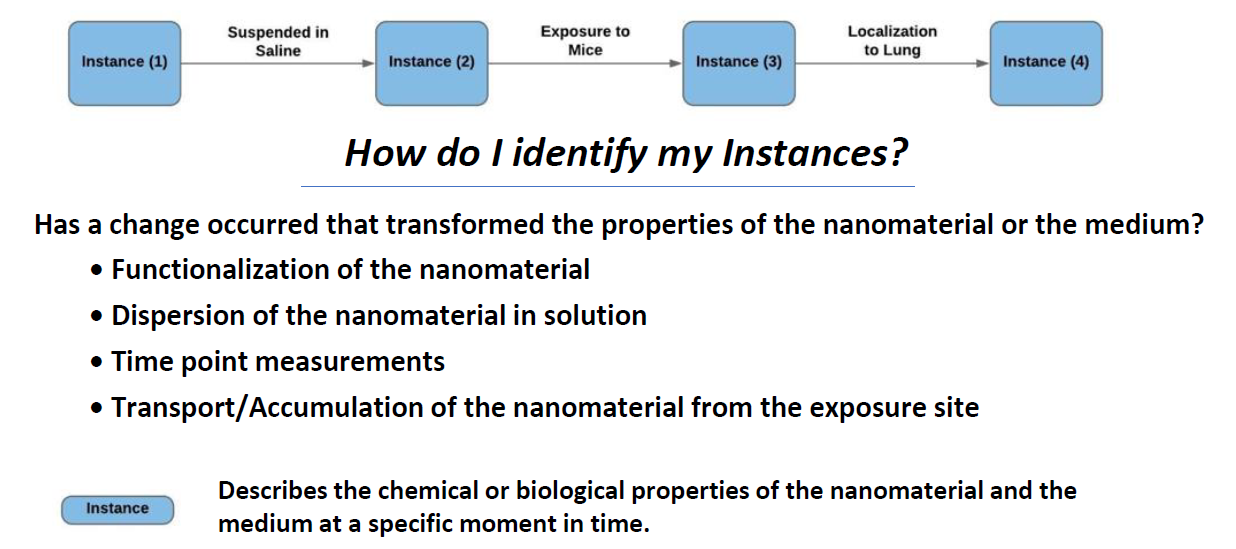 Instance (1)
Suspended in
Saline
Instance (2)
Exposure to
Mice
Instance (3)
Localization
to Lung
Instance (4)
How do I identify my Instances?
Has a change occurred that transformed the properties of the nanomaterial or the medium?
• Functionalization of the nanomaterial
• Dispersion of the nanomaterial in solution
• Time point measurements
• Transport/Accumulation of the nanomaterial from the exposure site
Instance
Describes the chemical or biological properties of the nanomaterial and the
medium at a specific moment in time.